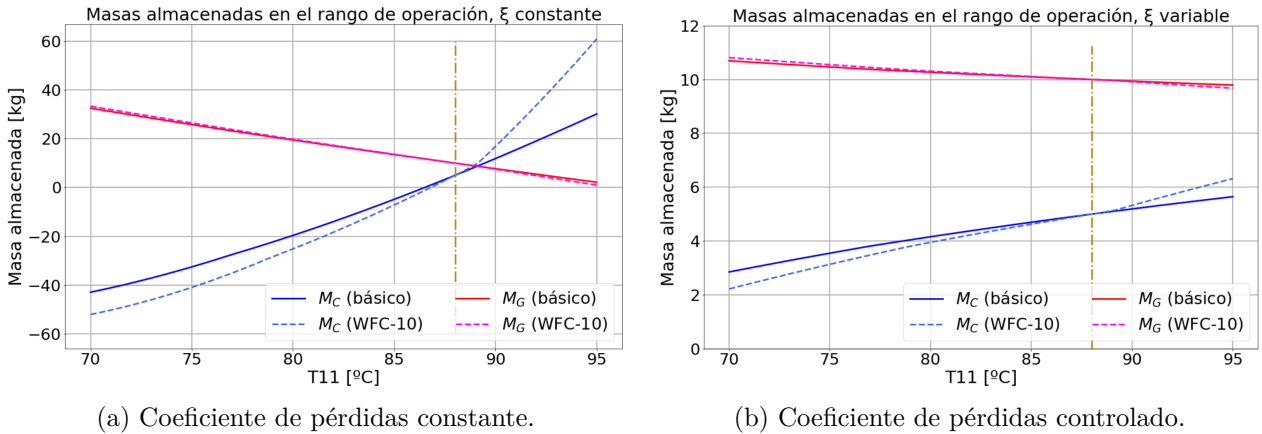 Masas almacenadas en el rango de operación, ξ constante
Masa almacenada [kg]
60
40
20
0
−20
−40
−60
M_C (básico)
M_C (WFC-10)
M_G (básico)
M_G (WFC-10)
70 75 80 85 90 95
T11 [ºC]
(a) Coeficiente de pérdidas constante.
Masas almacenadas en el rango de operación, ξ variable
Masa almacenada [kg]
12
10
8
6
4
2
0
M_C (básico)
M_C (WFC-10)
M_G (básico)
M_G (WFC-10)
70 75 80 85 90 95
T11 [ºC]
(b) Coeficiente de pérdidas controlado.